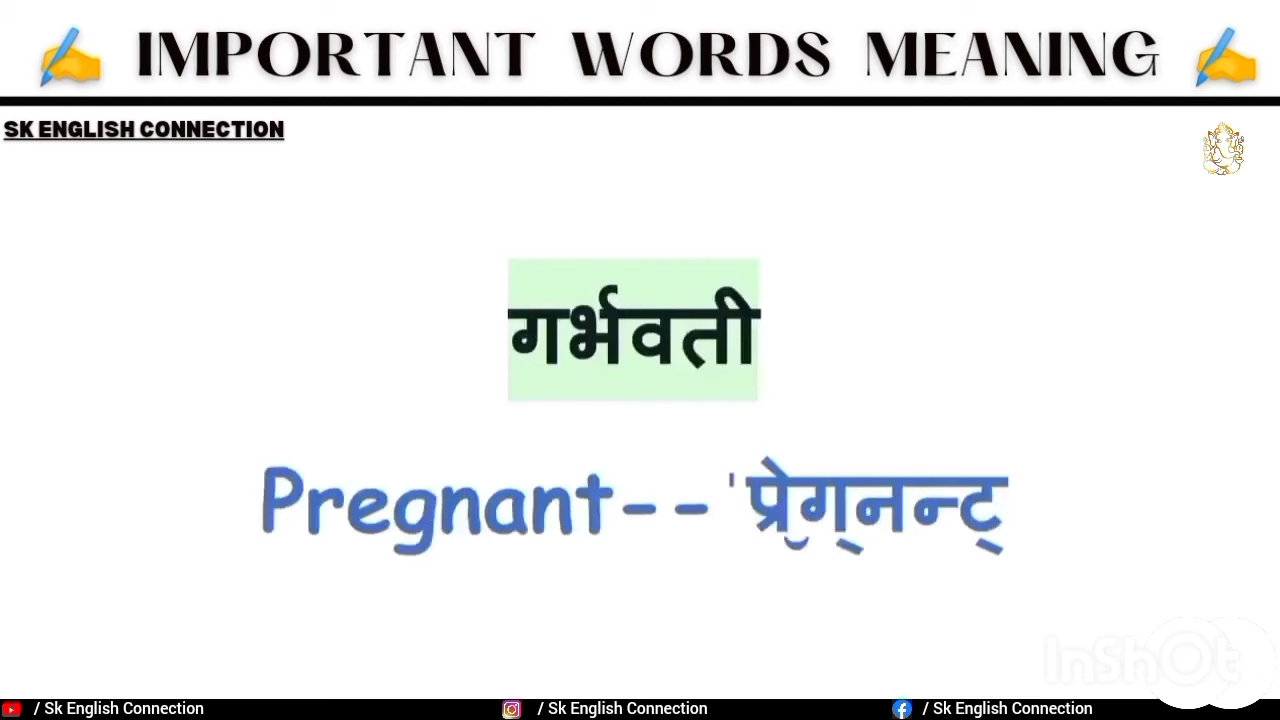 ✍ IMPORTANT WORDS MEANING ✍
SK ENGLISH CONNECTION
गर्भवती
Pregnant--ˈप्रे̮ग्नन्ट्
InShOt
/ Sk English Connection / Sk English Connection / Sk English Connection